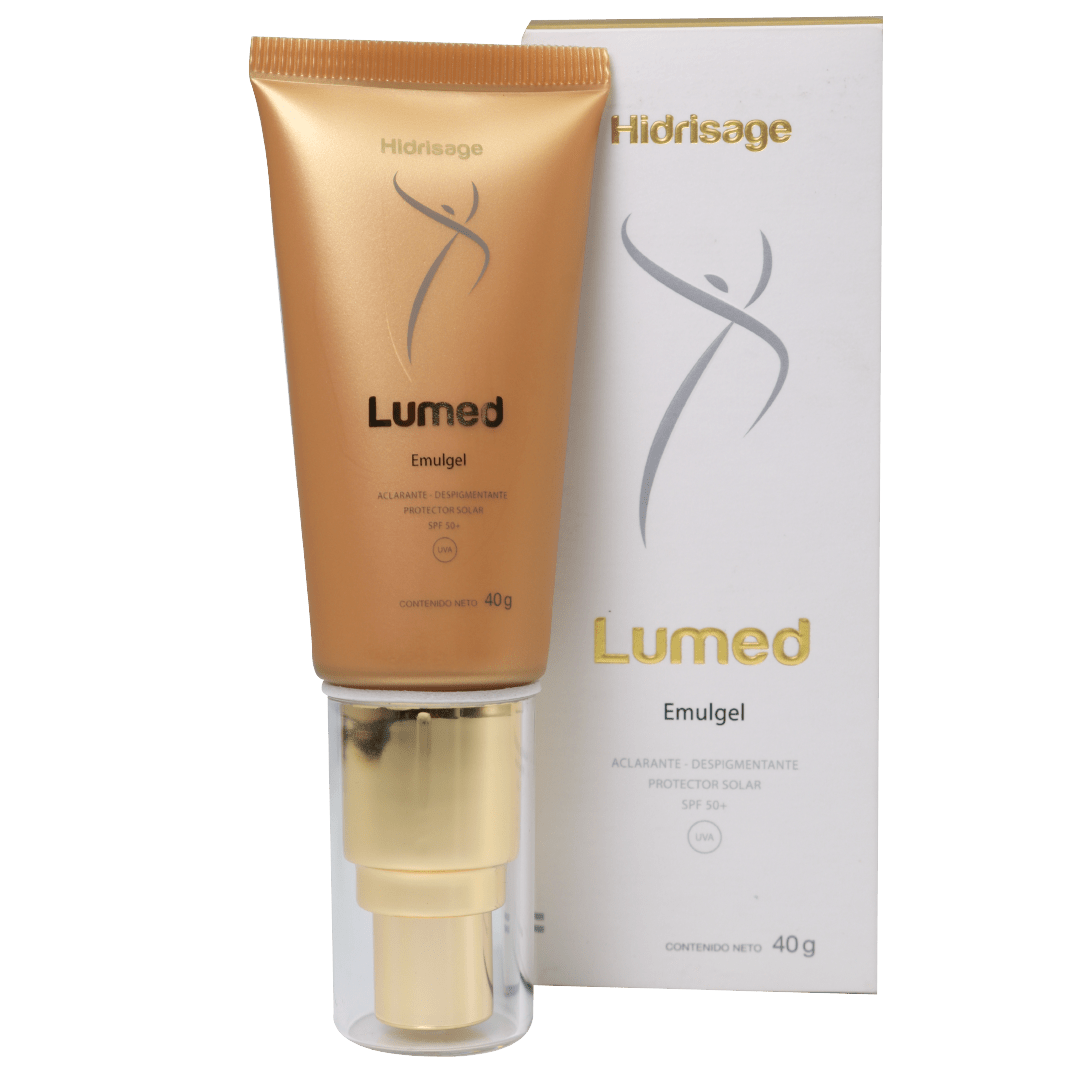 Hidrisage
Lumed
Emulgel
ACLARANTE - DESPIGMENTANTE
PROTECTOR SOLAR
SPF 50+
UVA
CONTENIDO NETO 40g
Hidrisage
Lumed
Emulgel
ACLARANTE - DESPIGMENTANTE
PROTECTOR SOLAR
SPF 50+
UVA
CONTENIDO NETO 40g